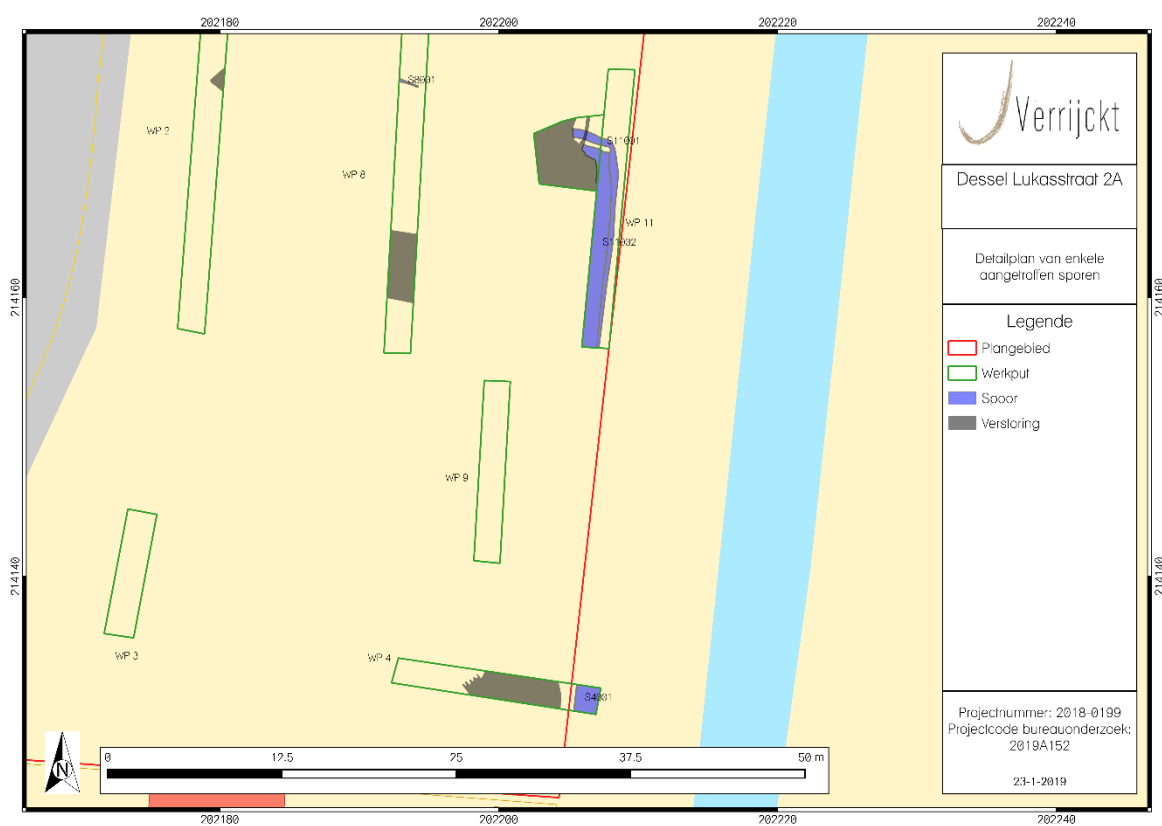 202180
202200
202220
202240
S8001
WP 2
S11001
WP 8
WP 11
S11002
214160
214160
WP 9
214140
214140
WP 3
WP 4
S4001
0
12.5
25
37.5
50 m
N
202180
202200
202220
202240
Verrijckt
Dessel Lukasstraat 2A
Detailplan van enkele
aangetroffen sporen
Legende
Plangebied
Werkput
Spoor
Verstoring
Projectnummer: 2018-0199
Projectcode bureauonderzoek:
2019A152
23-1-2019